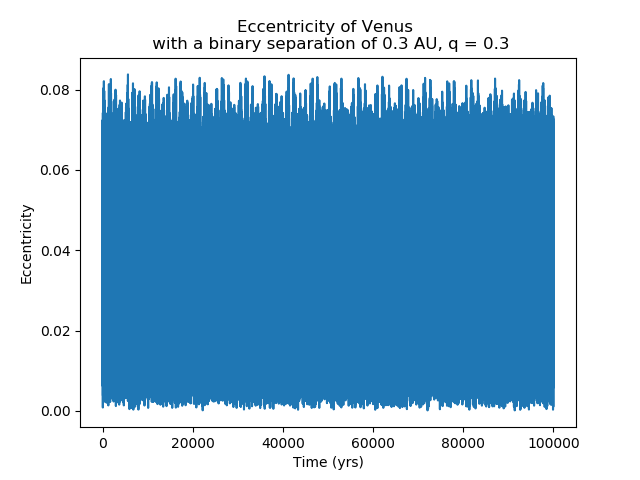 Eccentricity of Venus
with a binary separation of 0.3 AU, q = 0.3
0.08
0.06
0.04
0.02
0.00
Eccentricity
0 20000 40000 60000 80000 100000
Time (yrs)